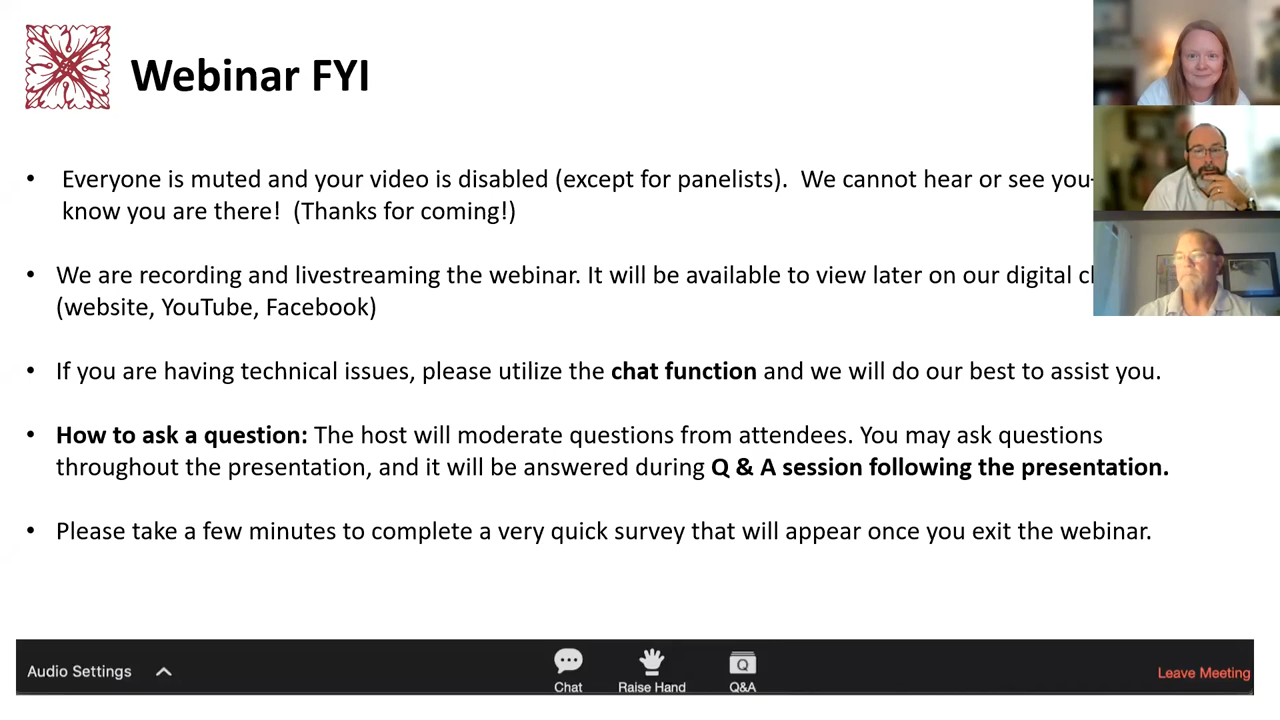 Webinar FYI
• Everyone is muted and your video is disabled (except for panelists). We cannot hear or see you-
know you are there! (Thanks for coming!)
• We are recording and livestreaming the webinar. It will be available to view later on our digital
(website, YouTube, Facebook)
• If you are having technical issues, please utilize the chat function and we will do our best to assist you.
• How to ask a question: The host will moderate questions from attendees. You may ask questions
throughout the presentation, and it will be answered during Q & A session following the presentation.
• Please take a few minutes to complete a very quick survey that will appear once you exit the webinar.
Audio Settings
Chat
Raise Hand
Q
Q&A
Leave Meeting